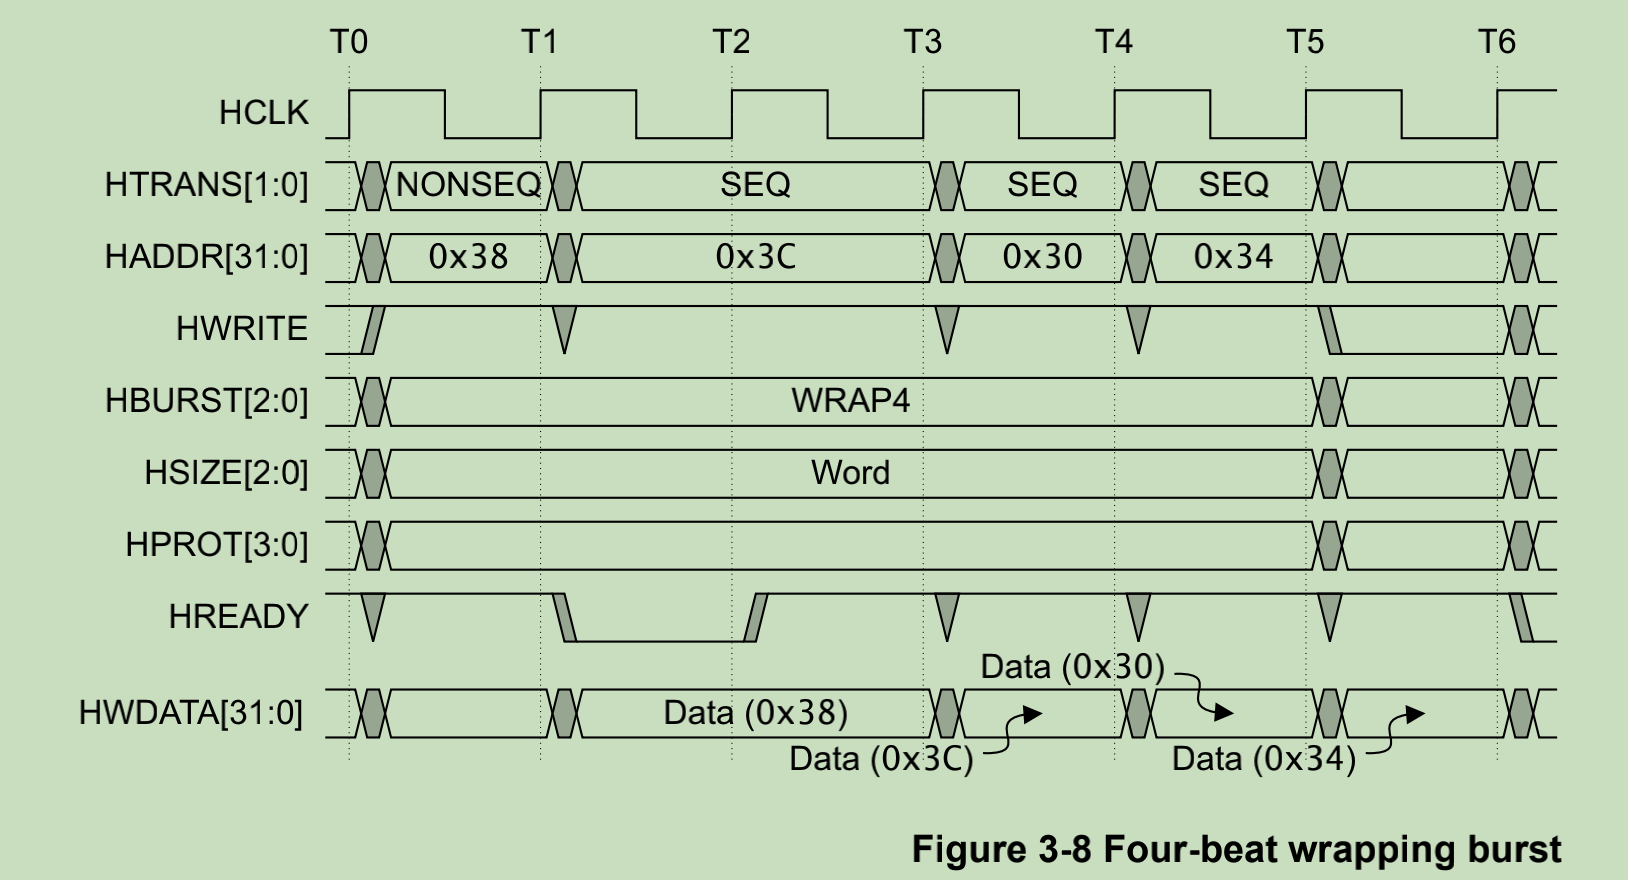 T0 T1 T2 T3 T4 T5 T6
HCLK
HTRANS[1:0] NONSEQ SEQ SEQ SEQ
HADDR[31:0] 0x38 0x3C 0x30 0x34
HWRITE
HBURST[2:0] WRAP4
HSIZE[2:0] Word
HPROT[3:0]
HREADY
Data (0x30)
HWDATA[31:0] Data (0x38)
Data (0x3C) Data (0x34)
Figure 3-8 Four-beat wrapping burst